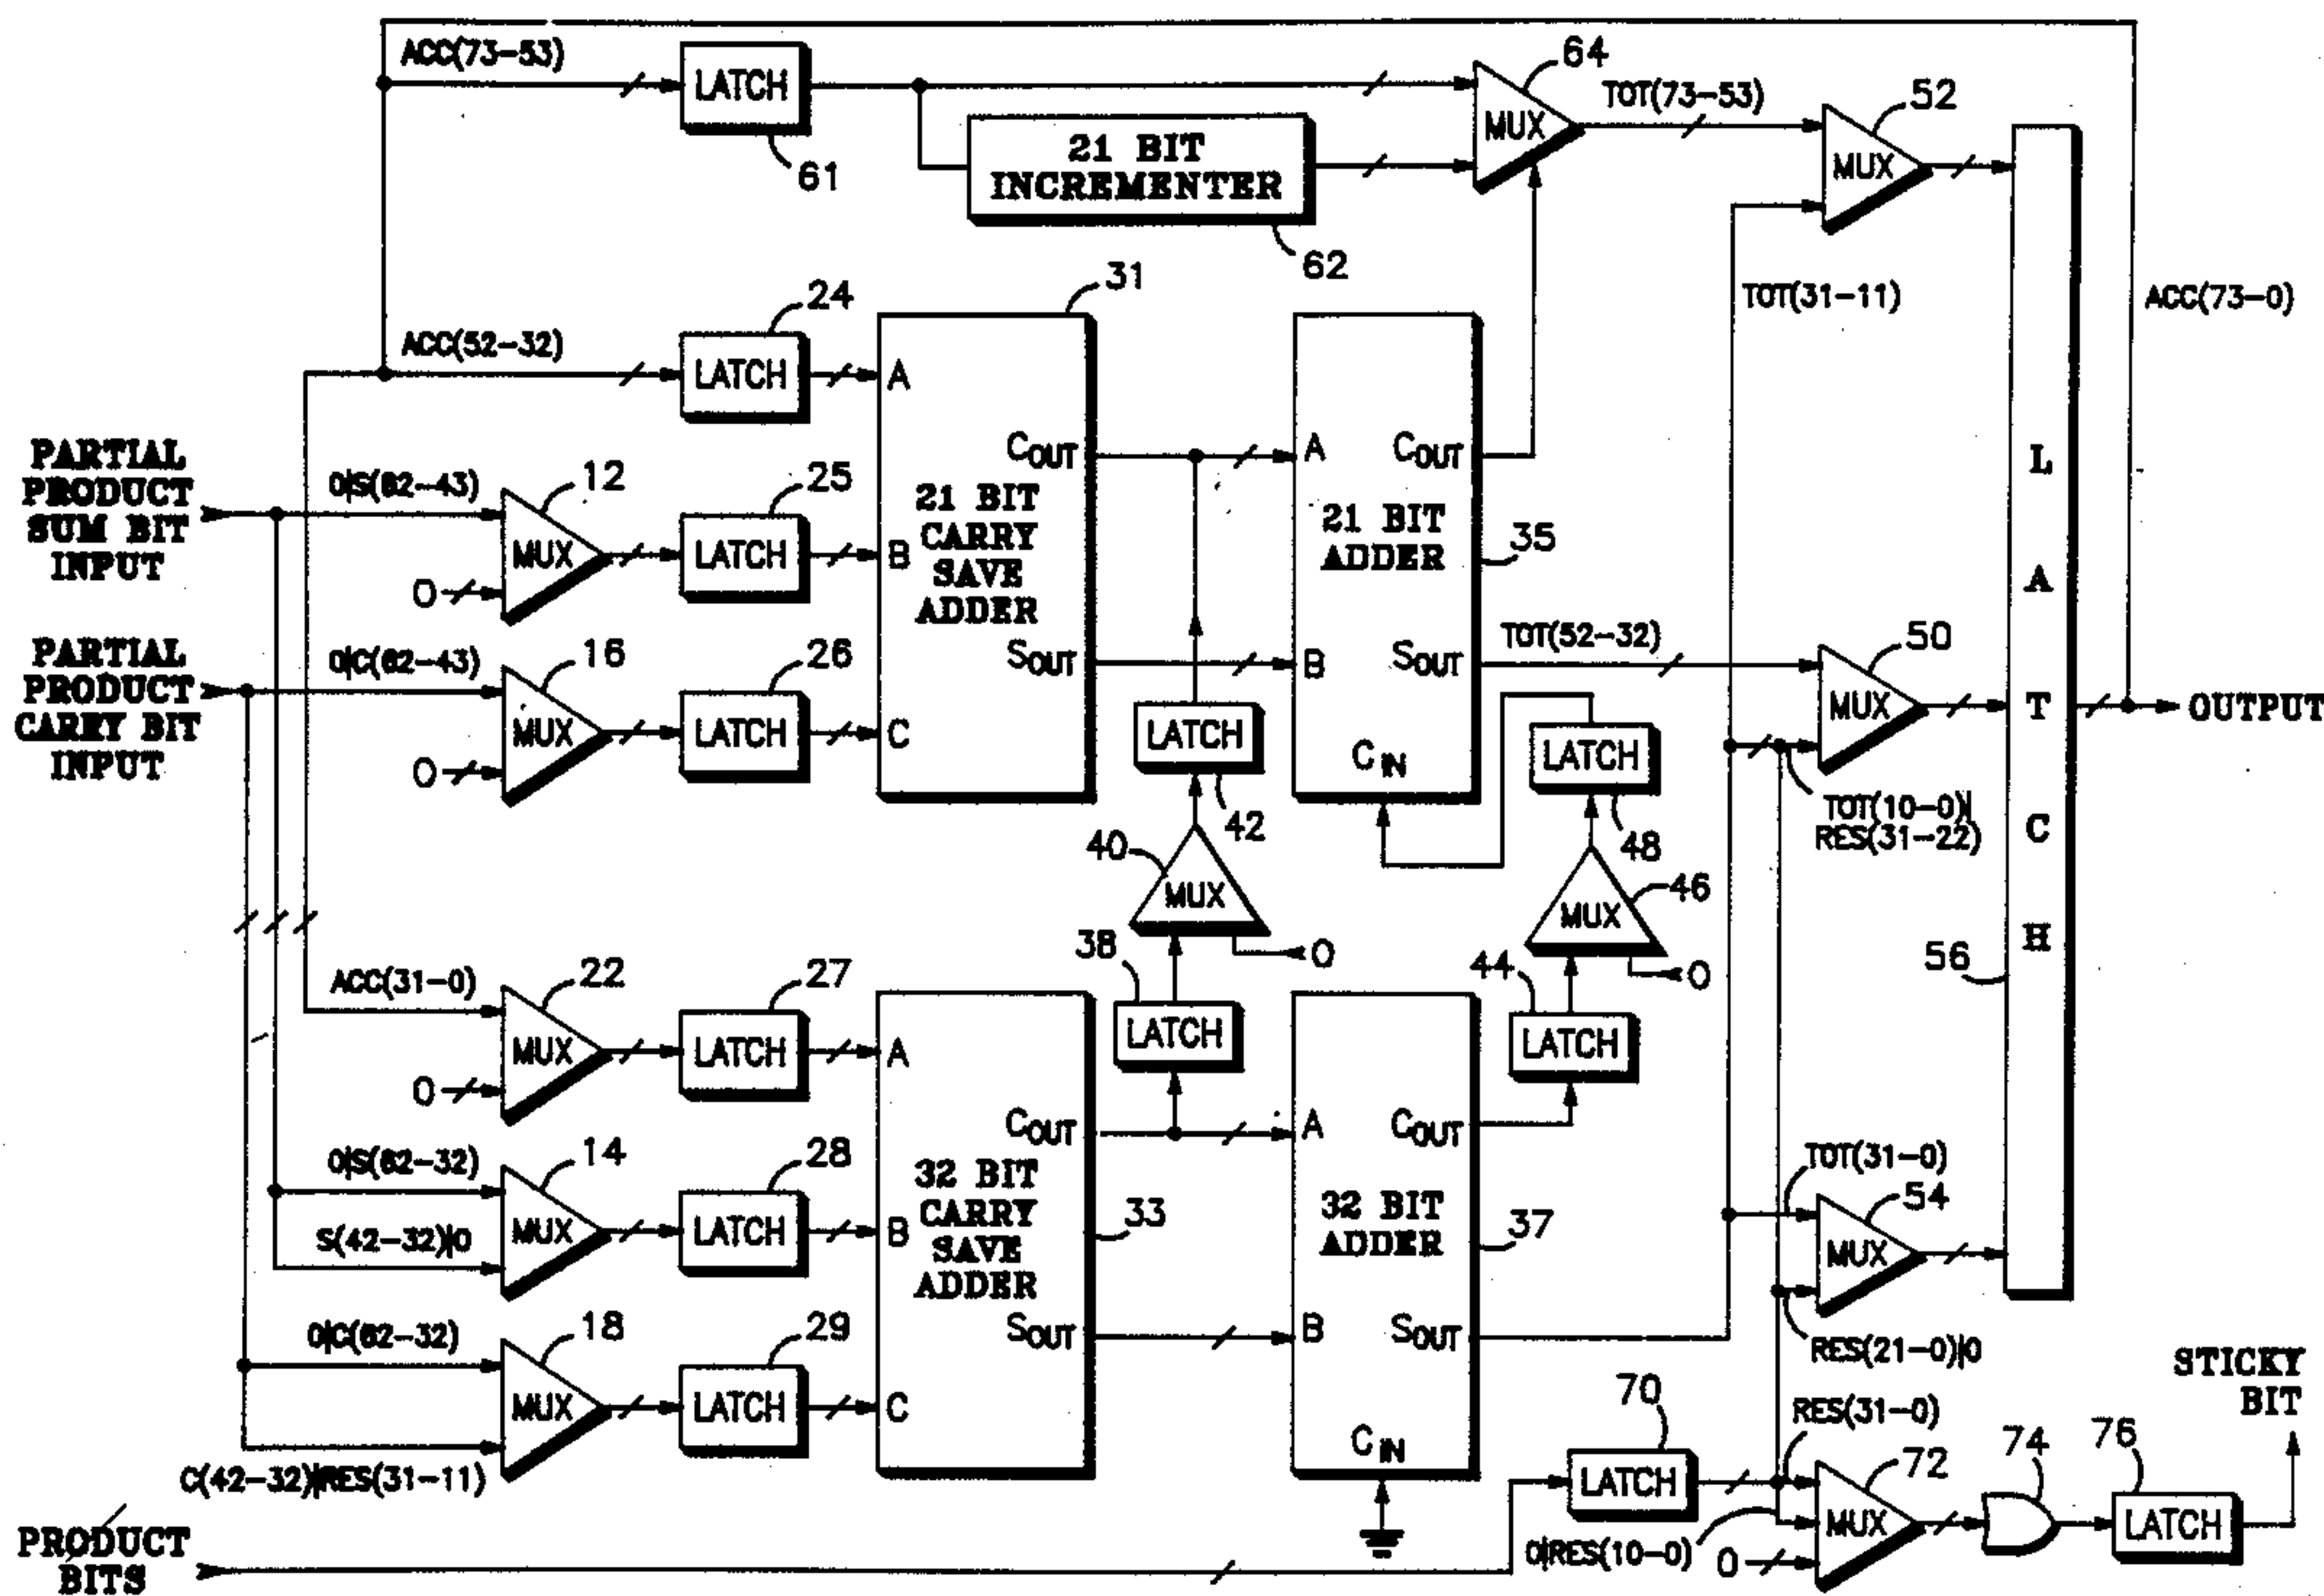 ACC(73-53)
LATCH
61
21 BIT
INCREMENTER
62
64
MUX
TOT(73-53)
52
MUX
TOT(31-11)
ACC(73-0)
ACC(52-32)
24
LATCH
31
A
B
C
COUT
SOUT
21 BIT
CARRY
SAVE
ADDER
PARTIAL
PRODUCT
SUM BIT
INPUT
0|S(62-43)
12
MUX
0
25
LATCH
PARTIAL
PRODUCT
CARRY BIT
INPUT
0|C(62-43)
16
MUX
0
26
LATCH
A
B
COUT
SOUT
CIN
21 BIT
ADDER
35
TOT(52-32)
50
MUX
TOT(10-0)|
RES(31-22)
LATCH
56
OUTPUT
LATCH
42
40
MUX
0
38
LATCH
LATCH
48
46
MUX
0
44
LATCH
ACC(31-0)
22
MUX
0
27
LATCH
0|S(62-32)
S(42-32)|0
14
MUX
28
LATCH
0|C(62-32)
C(42-32)|RES(31-11)
18
MUX
29
LATCH
A
B
C
COUT
SOUT
32 BIT
CARRY
SAVE
ADDER
33
A
B
COUT
SOUT
CIN
32 BIT
ADDER
37
TOT(31-0)
54
MUX
RES(21-0)|0
PRODUCT
BITS
70
LATCH
RES(31-0)
0|RES(10-0)
0
72
MUX
74
76
LATCH
STICKY
BIT